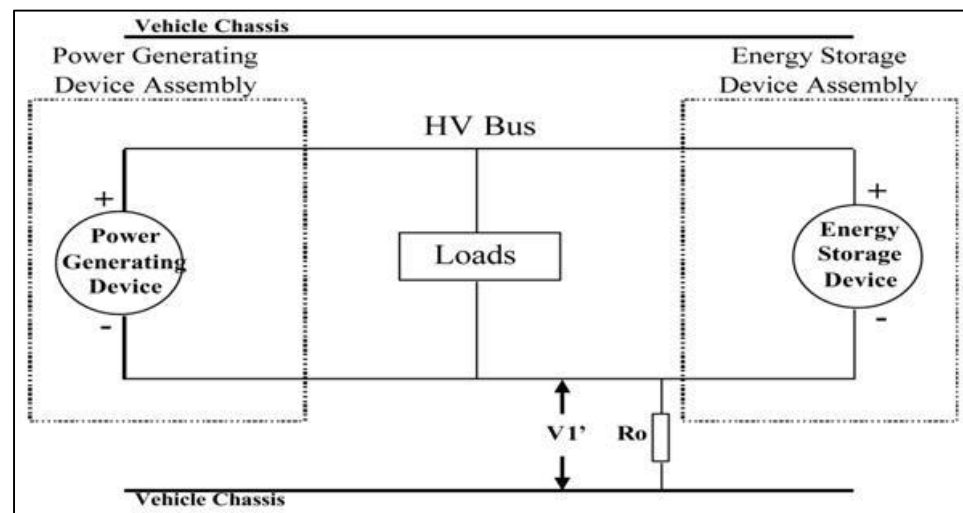 Vehicle Chassis
Power Generating
Device Assembly
Energy Storage
Device Assembly
HV Bus
+
Power
Generating
Device
-
Loads
+
Energy
Storage
Device
-
V1’
Ro
Vehicle Chassis